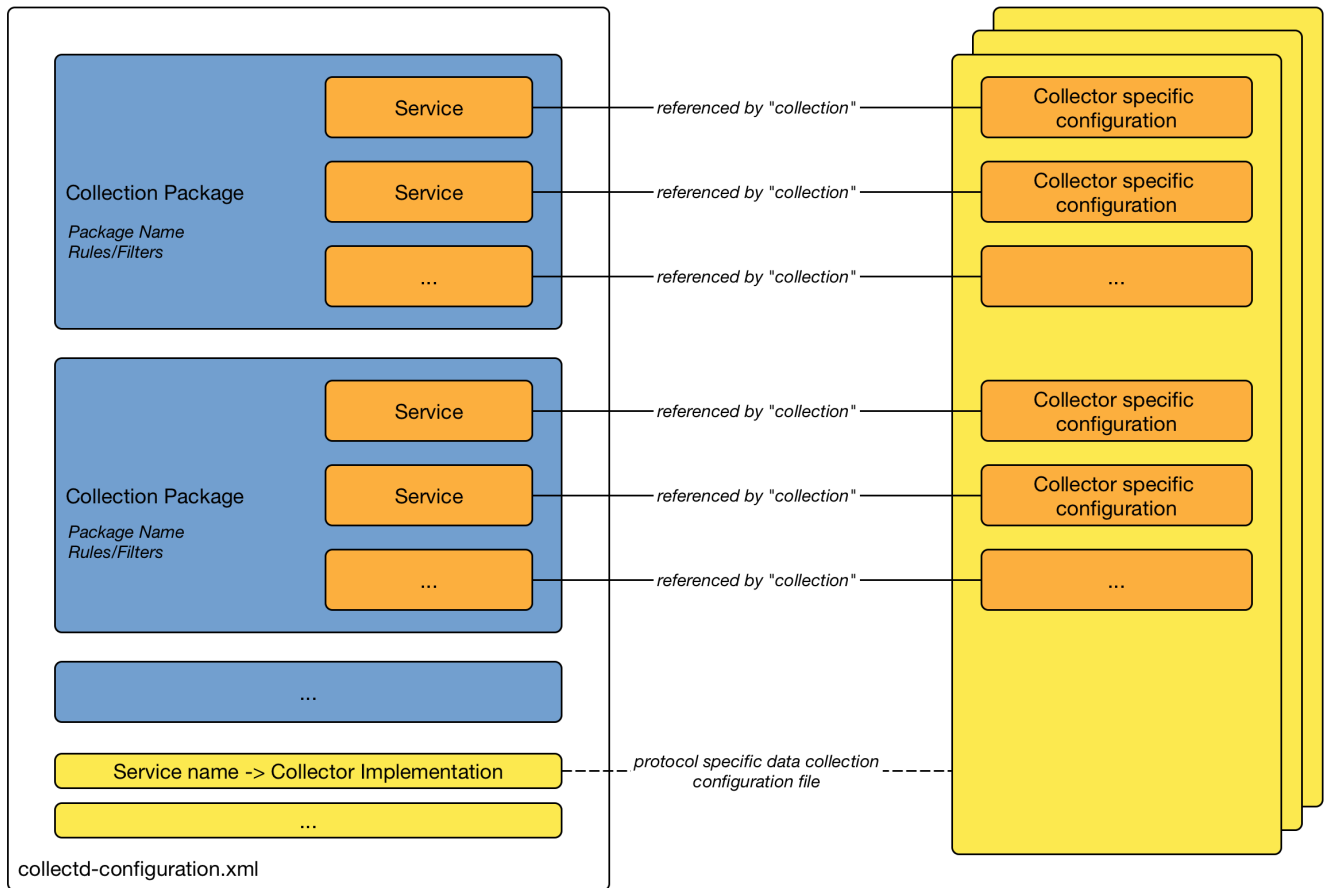 Service
referenced by "collection"
Collector specific
configuration
Collection Package
Package Name
Rules/Filters
Service
referenced by "collection"
Collector specific
configuration
...
referenced by "collection"
...
Service
referenced by "collection"
Collector specific
configuration
Collection Package
Package Name
Rules/Filters
Service
referenced by "collection"
Collector specific
configuration
...
referenced by "collection"
...
...
Service name -> Collector Implementation
protocol specific data collection
configuration file
...
collectd-configuration.xml